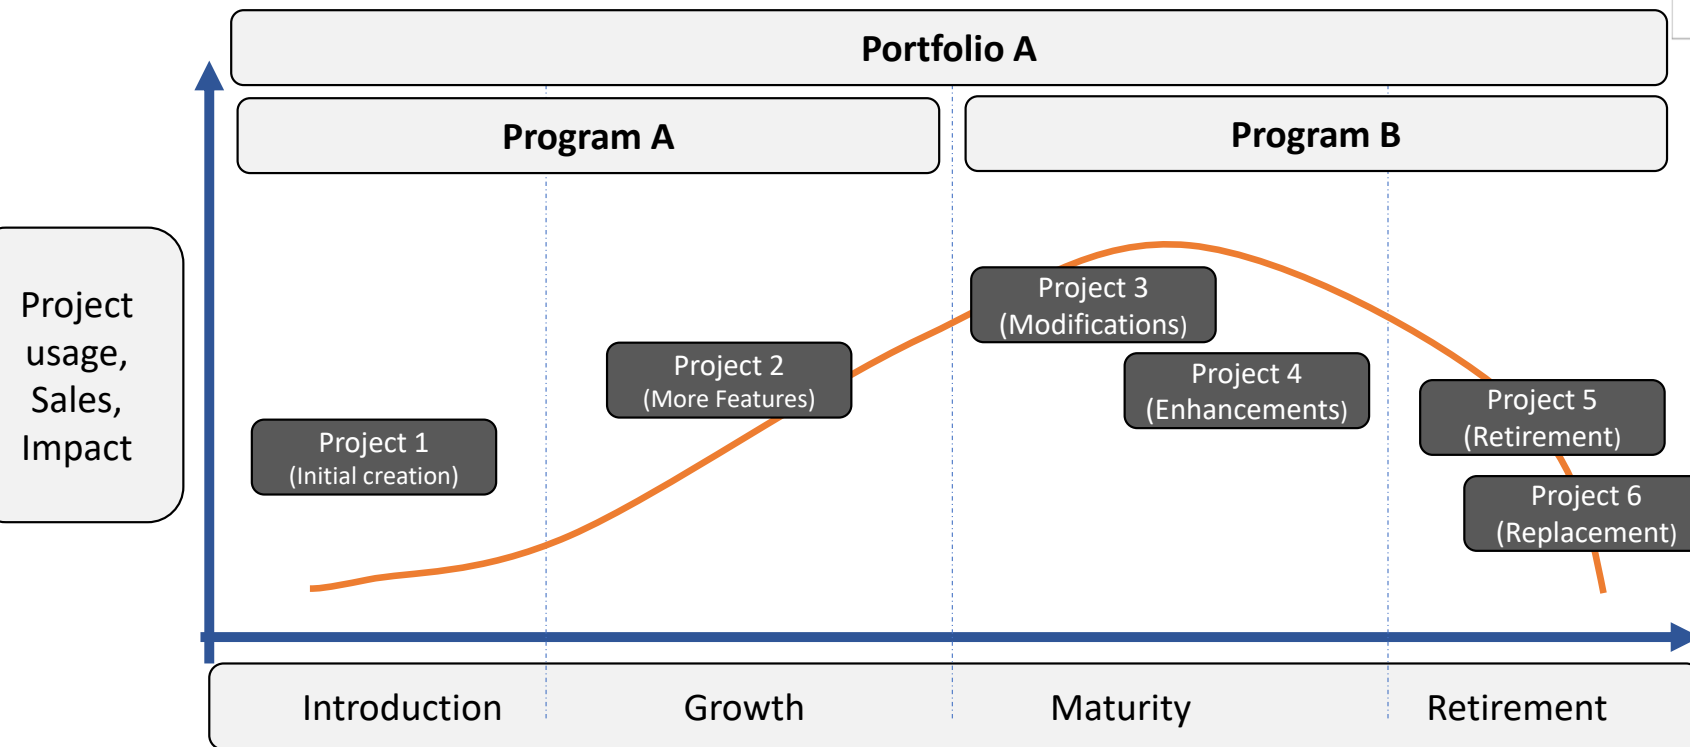 Portfolio A
Program A
Program B
Project
usage,
Sales,
Impact
Project 1
(Initial creation)
Project 2
(More Features)
Project 3
(Modifications)
Project 4
(Enhancements)
Project 5
(Retirement)
Project 6
(Replacement)
Introduction
Growth
Maturity
Retirement